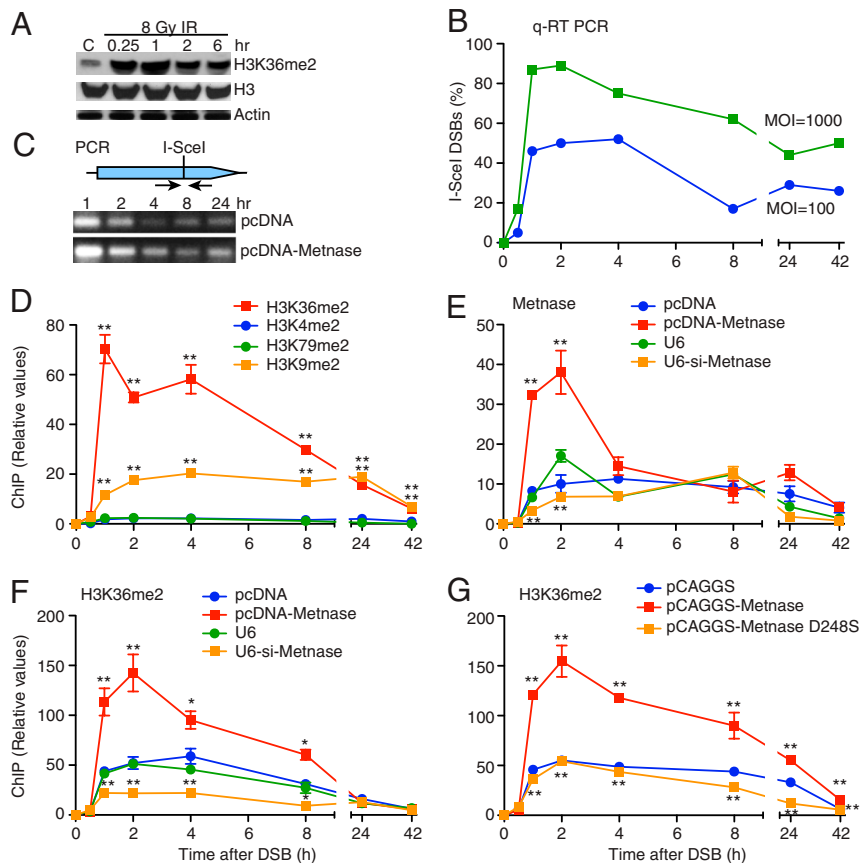 A
8 Gy IR
C 0.25 1 2 6 hr
H3K36me2
H3
Actin
B
q-RT PCR
I-SceI DSBs (%)
100
80
60
40
20
0
MOI=1000
MOI=100
0 2 4 6 8 24 42
C
PCR
I-SceI
1 2 4 8 24 hr
pcDNA
pcDNA-Metnase
D
H3K36me2
H3K4me2
H3K79me2
H3K9me2
ChIP (Relative values)
80
60
40
20
0
** ** ** ** ** **
** ** ** ** ** **
0 2 4 6 8 24 42
E
Metnase
pcDNA
pcDNA-Metnase
U6
U6-si-Metnase
50
40
30
20
10
0
** **
** **
0 2 4 6 8 24 42
F
H3K36me2
pcDNA
pcDNA-Metnase
U6
U6-si-Metnase
ChIP (Relative values)
200
150
100
50
0
** ** * *
** ** ** *
0 2 4 6 8 24 42
Time after DSB (h)
G
H3K36me2
pCAGGS
pCAGGS-Metnase
pCAGGS-Metnase D248S
200
150
100
50
0
** ** ** ** ** **
** ** ** ** ** **
0 2 4 6 8 24 42
Time after DSB (h)